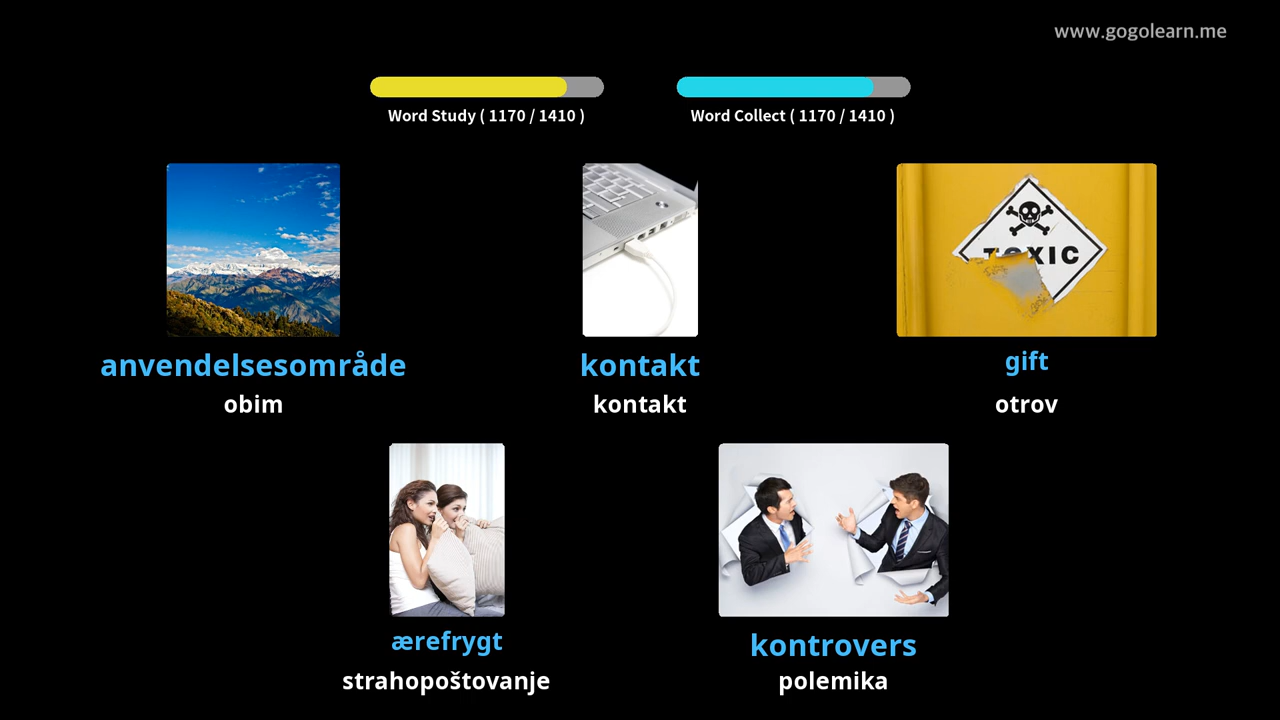 www.gogolearn.me
Word Study ( 1170 / 1410 )
Word Collect ( 1170 / 1410 )
TOXIC
anvendelsesområde
kontakt
gift
obim
kontakt
otrov
ærefrygt
kontrovers
strahopoštovanje
polemika